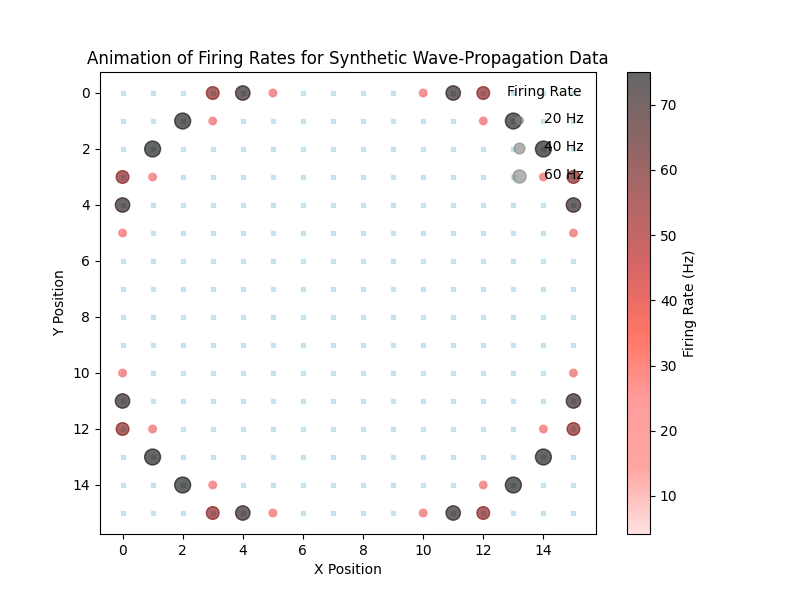 Animation of Firing Rates for Synthetic Wave-Propagation Data
Firing Rate
20 Hz
40 Hz
60 Hz
0
2
4
6
8
10
12
14
Y Position
0 2 4 6 8 10 12 14
X Position
70
60
50
40
30
20
10
Firing Rate (Hz)